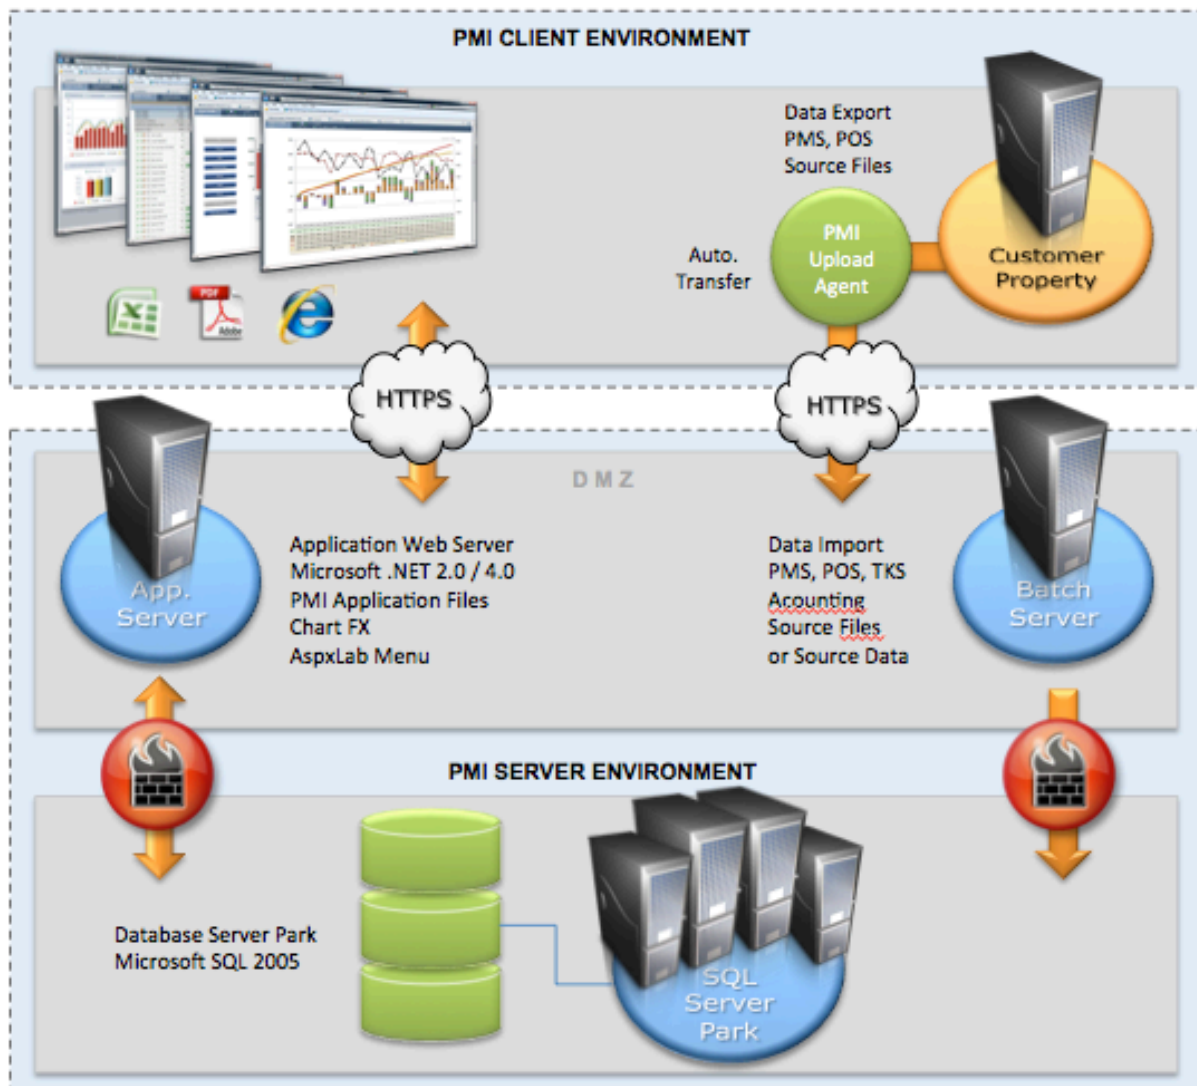 PMI CLIENT ENVIRONMENT
Data Export
PMS, POS
Source Files
PMI
Upload
Agent
Auto.
Transfer
Customer
Property
PDF
Adobe
HTTPS
HTTPS
DMZ
App.
Server
Application Web Server
Microsoft .NET 2.0 / 4.0
PMI Application Files
Chart FX
AspxLab Menu
Data Import
PMS, POS, TKS
Acounting
Source Files
or Source Data
Batch
Server
PMI SERVER ENVIRONMENT
Database Server Park
Microsoft SQL 2005
SQL
Server
Park